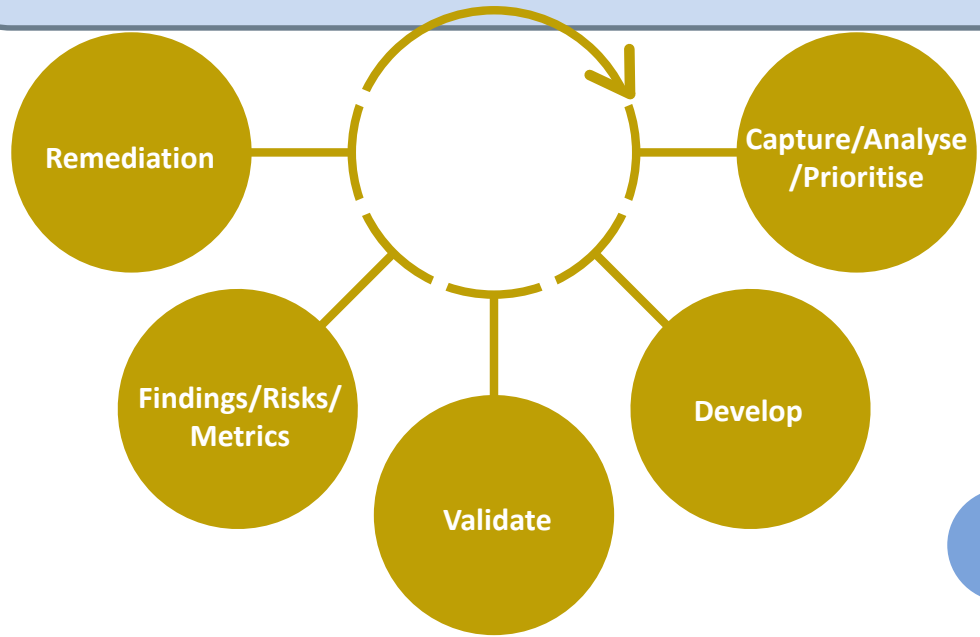 Remediation
Capture/Analyse
/Prioritise
Findings/Risks/
Metrics
Develop
Validate